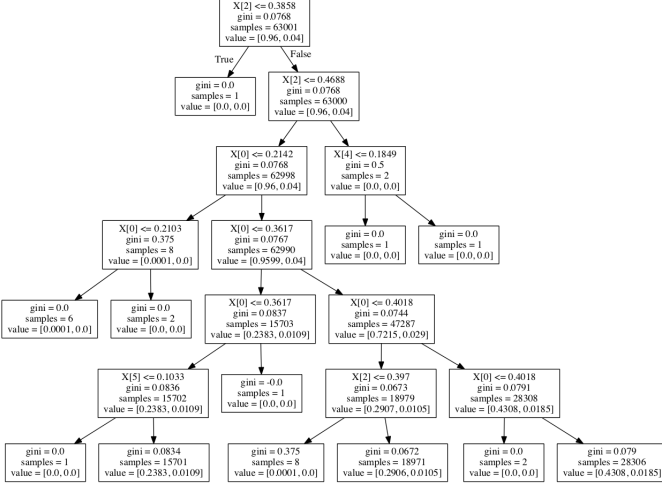 X[2] <= 0.3858
gini = 0.0768
samples = 63001
value = [0.96, 0.04]
True
False
gini = 0.0
samples = 1
value = [0.0, 0.0]
X[2] <= 0.4688
gini = 0.0768
samples = 63000
value = [0.96, 0.04]
X[0] <= 0.2142
gini = 0.0768
samples = 62998
value = [0.96, 0.04]
X[4] <= 0.1849
gini = 0.5
samples = 2
value = [0.0, 0.0]
X[0] <= 0.2103
gini = 0.375
samples = 8
value = [0.0001, 0.0]
X[0] <= 0.3617
gini = 0.0767
samples = 62990
value = [0.9599, 0.04]
gini = 0.0
samples = 1
value = [0.0, 0.0]
gini = 0.0
samples = 1
value = [0.0, 0.0]
gini = 0.0
samples = 6
value = [0.0001, 0.0]
gini = 0.0
samples = 2
value = [0.0, 0.0]
X[0] <= 0.3617
gini = 0.0837
samples = 15703
value = [0.2383, 0.0109]
X[0] <= 0.4018
gini = 0.0744
samples = 47287
value = [0.7215, 0.029]
X[5] <= 0.1033
gini = 0.0836
samples = 15702
value = [0.2383, 0.0109]
gini = -0.0
samples = 1
value = [0.0, 0.0]
X[2] <= 0.397
gini = 0.0673
samples = 18979
value = [0.2907, 0.0105]
X[0] <= 0.4018
gini = 0.0791
samples = 28308
value = [0.4308, 0.0185]
gini = 0.0
samples = 1
value = [0.0, 0.0]
gini = 0.0834
samples = 15701
value = [0.2383, 0.0109]
gini = 0.375
samples = 8
value = [0.0001, 0.0]
gini = 0.0672
samples = 18971
value = [0.2906, 0.0105]
gini = 0.0
samples = 2
value = [0.0, 0.0]
gini = 0.079
samples = 28306
value = [0.4308, 0.0185]